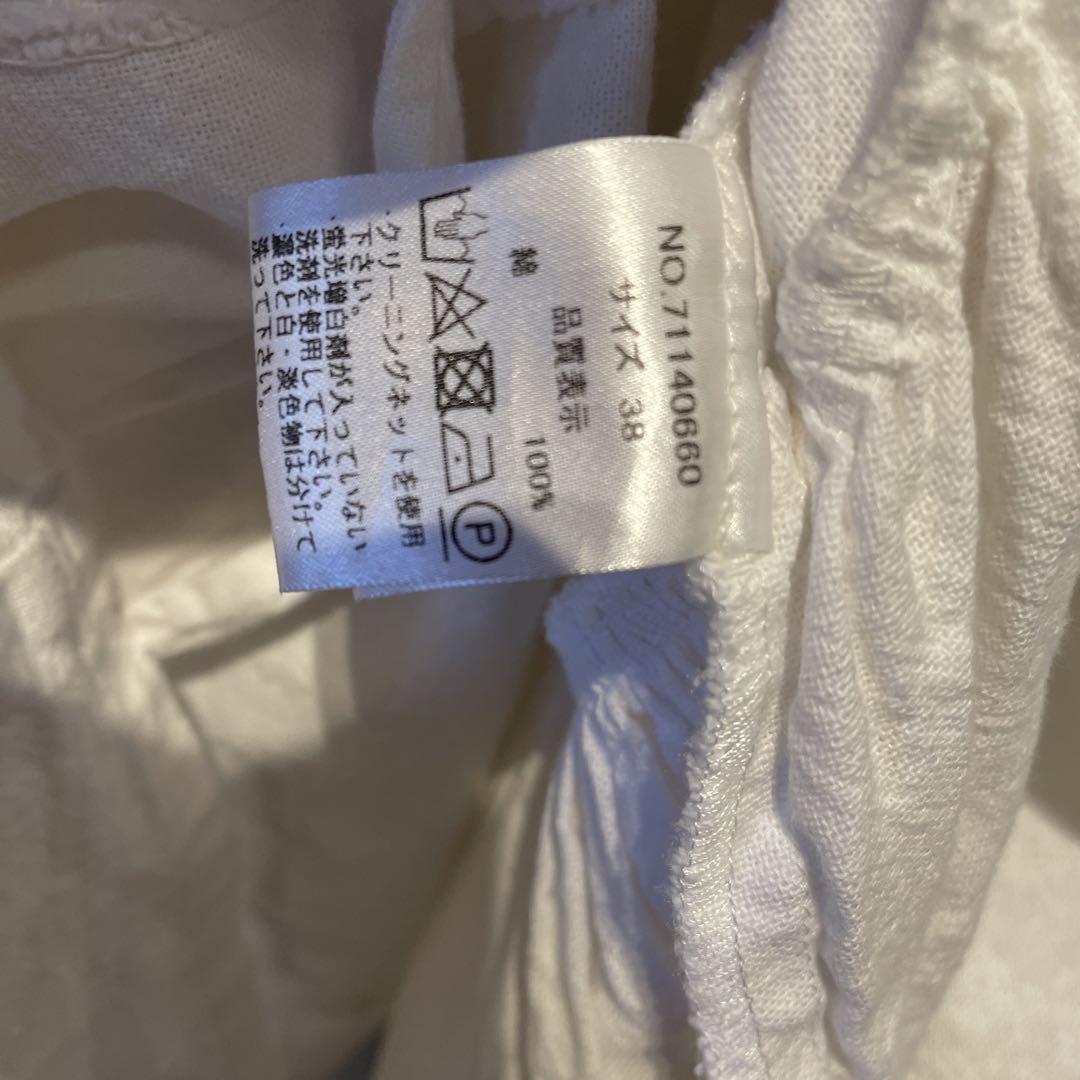 NO.71140660
サイズ 38
品質表示
綿 100%
P
・クリーニングネットを使用
下さい。
・蛍光増白剤が入っていない
洗剤を使用して下さい。
・濃色と白・淡色物は分けて
洗って下さい。